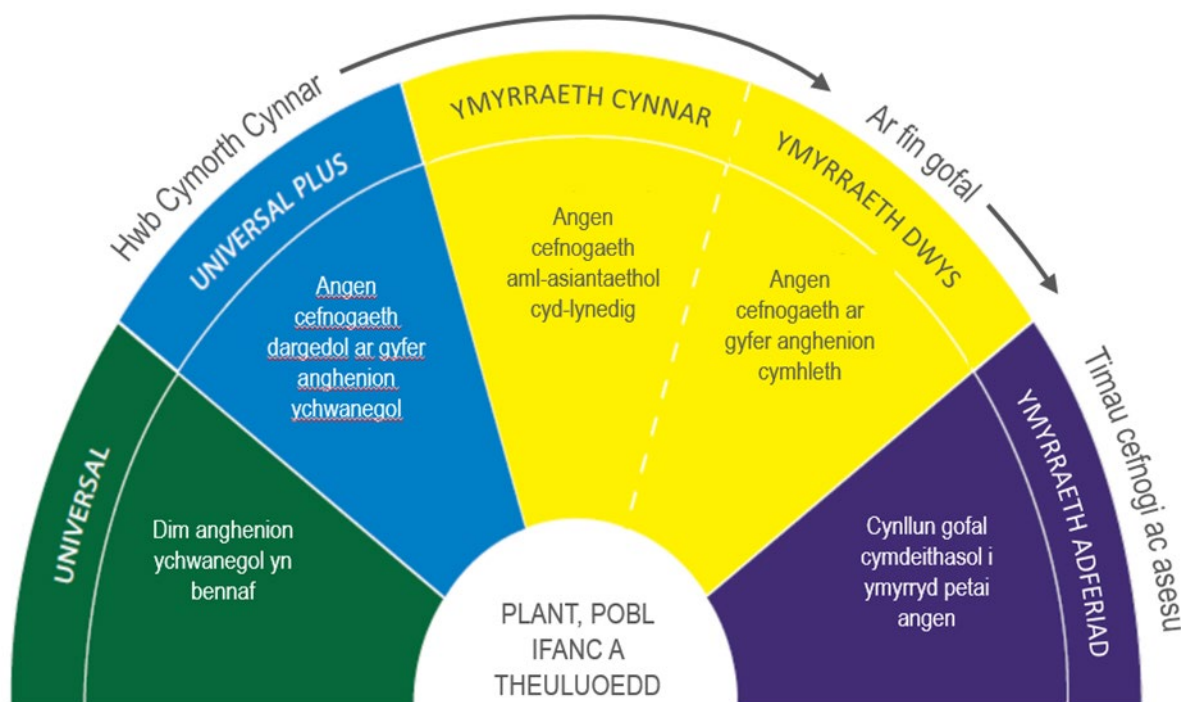 Hwb Cymorth Cynnar
Ar fin gofal
Timau cefnogi ac asesu
UNIVERSAL
Dim anghenion
ychwanegol yn
bennaf
UNIVERSAL PLUS
Angen
cefnogaeth
dargedol ar gyfer
anghenion
ychwanegol
YMYRRAETH CYNNAR
Angen
cefnogaeth
aml-asiantaethol
cyd-lynedig
YMYRRAETH DWYS
Angen
cefnogaeth ar
gyfer anghenion
cymhleth
YMYRRAETH ADFERIAD
Cynllun gofal
cymdeithasol i
ymyrryd petai
angen
PLANT, POBL
IFANC A
THEULUOEDD